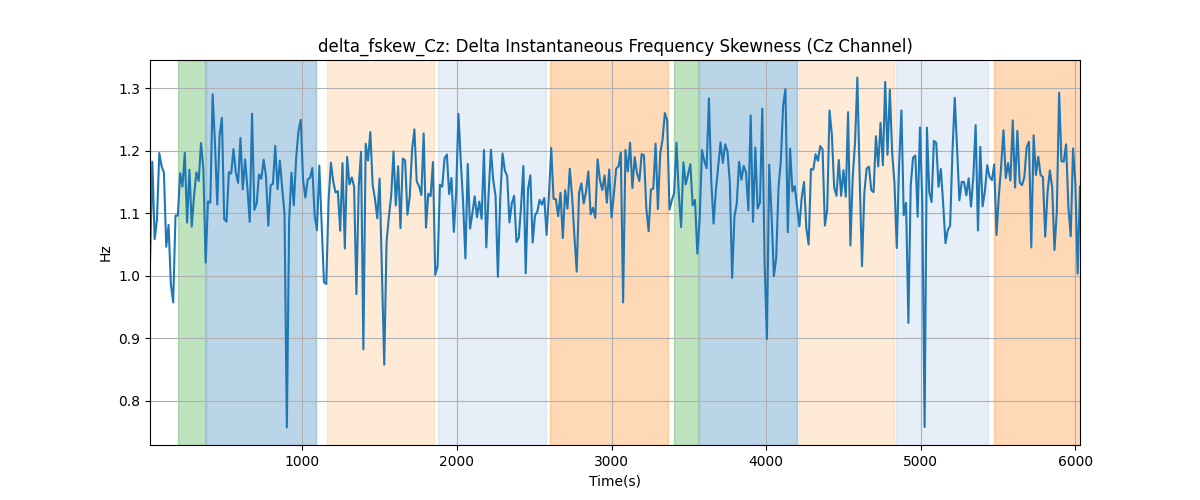 delta_fskew_Cz: Delta Instantaneous Frequency Skewness (Cz Channel)
1.3
1.2
1.1
1.0
0.9
0.8
Hz
1000 2000 3000 4000 5000 6000
Time(s)